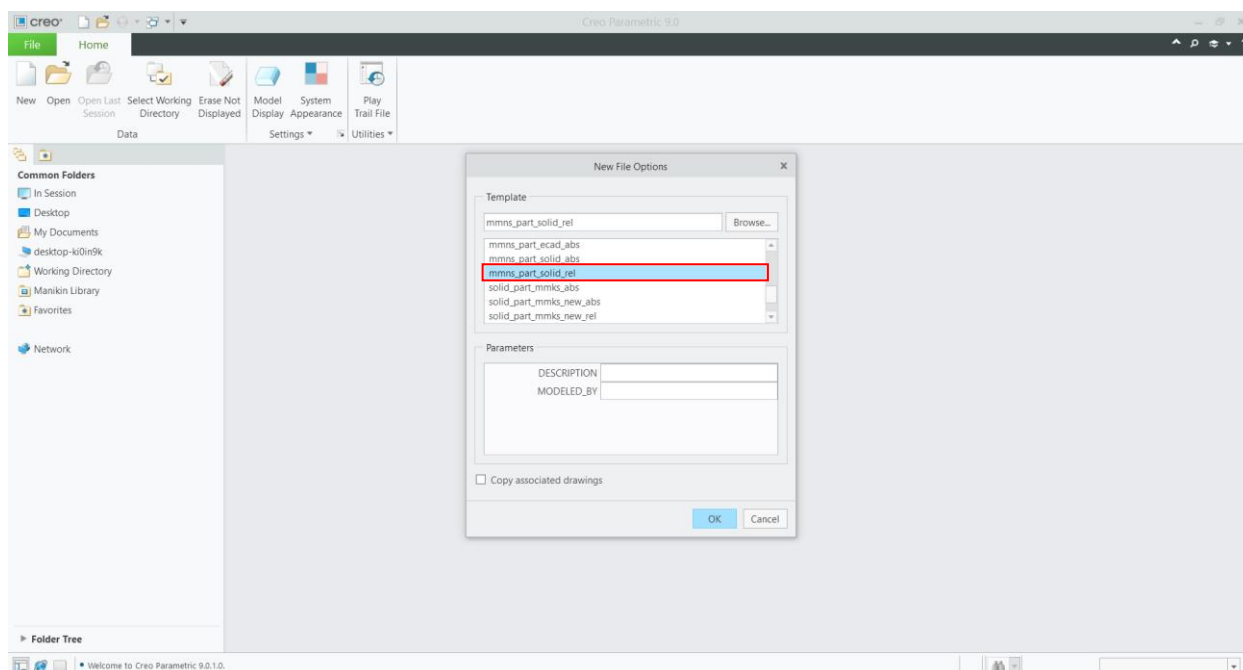 creo
Creo Parametric 9.0
File
Home
New
Open
Open Last
Session
Select Working
Directory
Erase Not
Displayed
Model
Display
System
Appearance
Play
Trail File
Data
Settings
Utilities
Common Folders
In Session
Desktop
My Documents
desktop-ki0in9k
Working Directory
Manikin Library
Favorites
Network
Folder Tree
New File Options
Template
mmns_part_solid_rel
Browse...
mmns_part_ecad_abs
mmns_part_solid_abs
mmns_part_solid_rel
solid_part_mmks_abs
solid_part_mmks_new_abs
solid_part_mmks_new_rel
Parameters
DESCRIPTION
MODELED_BY
Copy associated drawings
OK
Cancel
• Welcome to Creo Parametric 9.0.1.0.